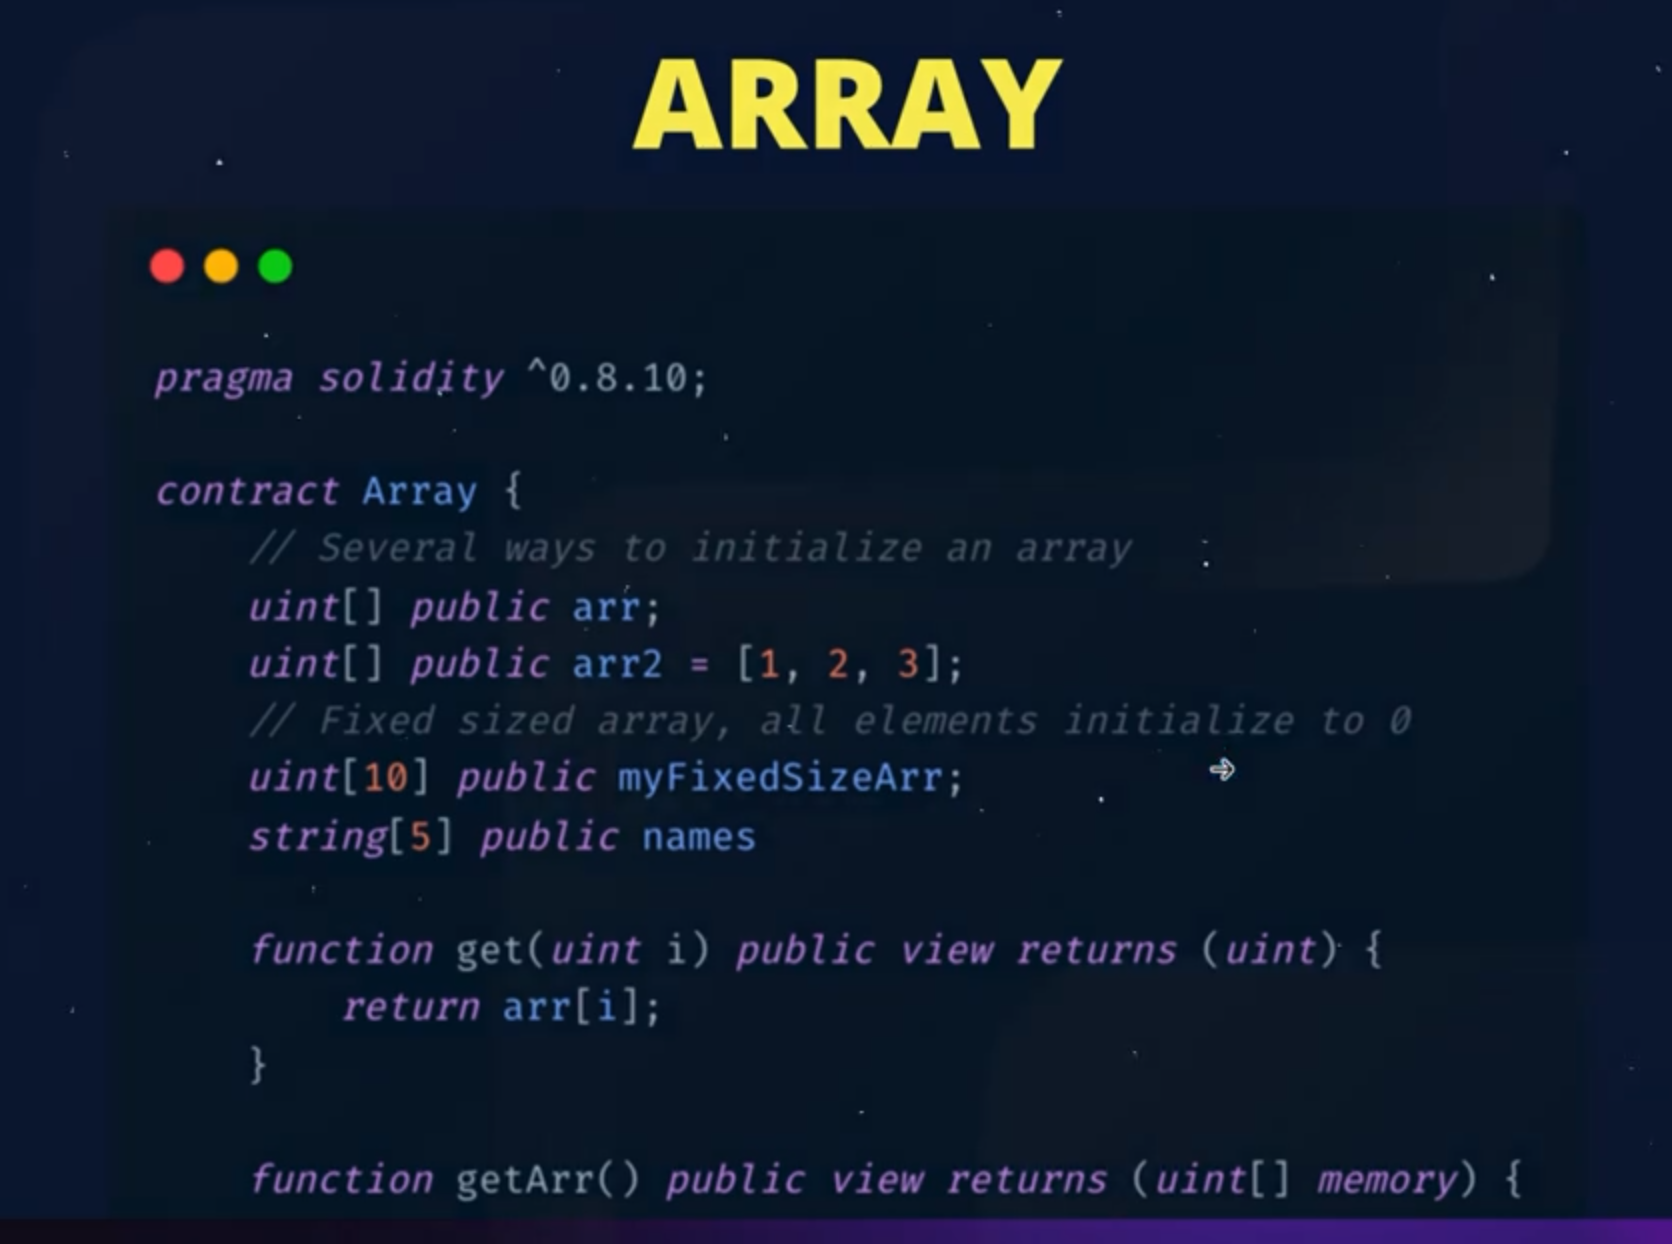 ARRAY
pragma solidity ^0.8.10;
contract Array {
// Several ways to initialize an array
uint[] public arr;
uint[] public arr2 = [1, 2, 3];
// Fixed sized array, all elements initialize to 0
uint[10] public myFixedSizeArr;
string[5] public names
function get(uint i) public view returns (uint) {
return arr[i];
}
function getArr() public view returns (uint[] memory) {